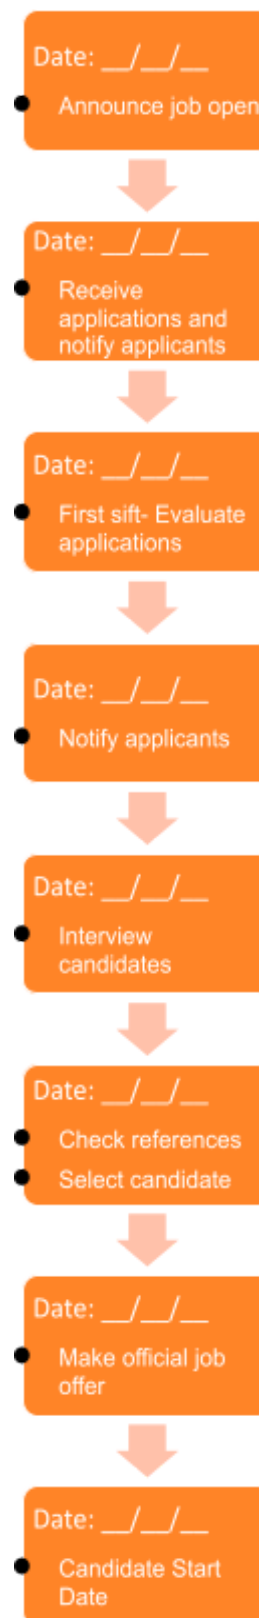 Date: __/__/__
Announce job open
Date: __/__/__
Receive
applications and
notify applicants
Date: __/__/__
First sift- Evaluate
applications
Date: __/__/__
Notify applicants
Date: __/__/__
Interview
candidates
Date: __/__/__
Check references
Select candidate
Date: __/__/__
Make official job
offer
Date: __/__/__
Candidate Start
Date